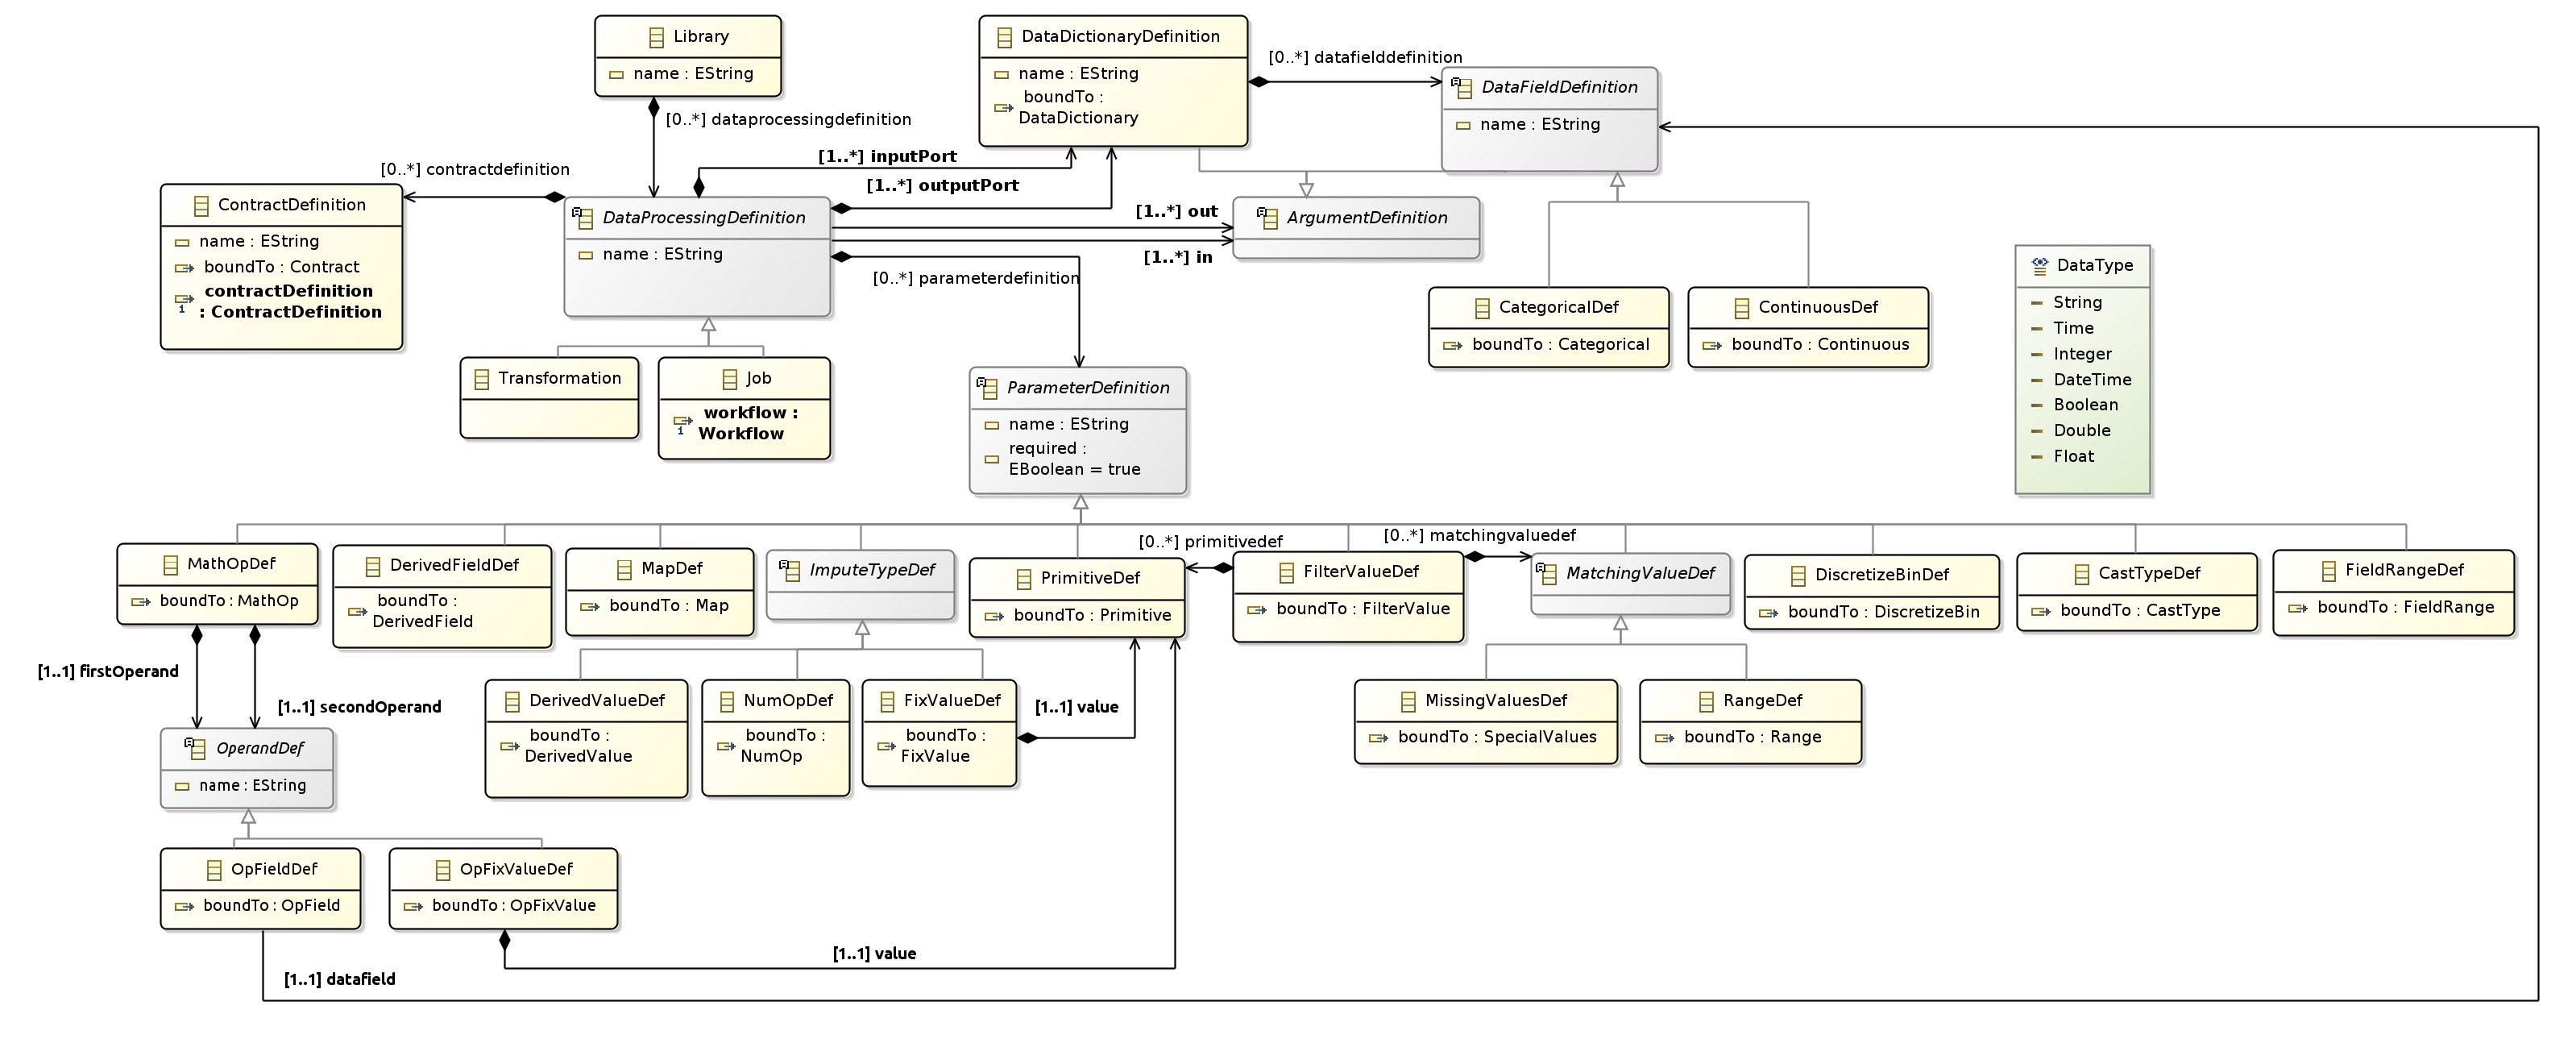 Library
name : EString
[0..*] dataprocessingdefinition
DataDictionaryDefinition
name : EString
boundTo :
DataDictionary
[0..*] datafielddefinition
DataFieldDefinition
name : EString
[0..*] contractdefinition
[1..*] inputPort
[1..*] outputPort
ContractDefinition
name : EString
boundTo : Contract
contractDefinition
: ContractDefinition
DataProcessingDefinition
name : EString
[1..*] out
[1..*] in
ArgumentDefinition
[0..*] parameterdefinition
CategoricalDef
boundTo : Categorical
ContinuousDef
boundTo : Continuous
DataType
String
Time
Integer
DateTime
Boolean
Double
Float
Transformation
Job
workflow :
Workflow
ParameterDefinition
name : EString
required :
EBoolean = true
MathOpDef
boundTo : MathOp
DerivedFieldDef
boundTo :
DerivedField
MapDef
boundTo : Map
ImputeTypeDef
PrimitiveDef
boundTo : Primitive
[0..*] primitivedef
FilterValueDef
boundTo : FilterValue
[0..*] matchingvaluedef
MatchingValueDef
DiscretizeBinDef
boundTo : DiscretizeBin
CastTypeDef
boundTo : CastType
FieldRangeDef
boundTo : FieldRange
[1..1] firstOperand
[1..1] secondOperand
DerivedValueDef
boundTo :
DerivedValue
NumOpDef
boundTo :
NumOp
FixValueDef
boundTo :
FixValue
[1..1] value
MissingValuesDef
boundTo : SpecialValues
RangeDef
boundTo : Range
OperandDef
name : EString
OpFieldDef
boundTo : OpField
OpFixValueDef
boundTo : OpFixValue
[1..1] value
[1..1] datafield